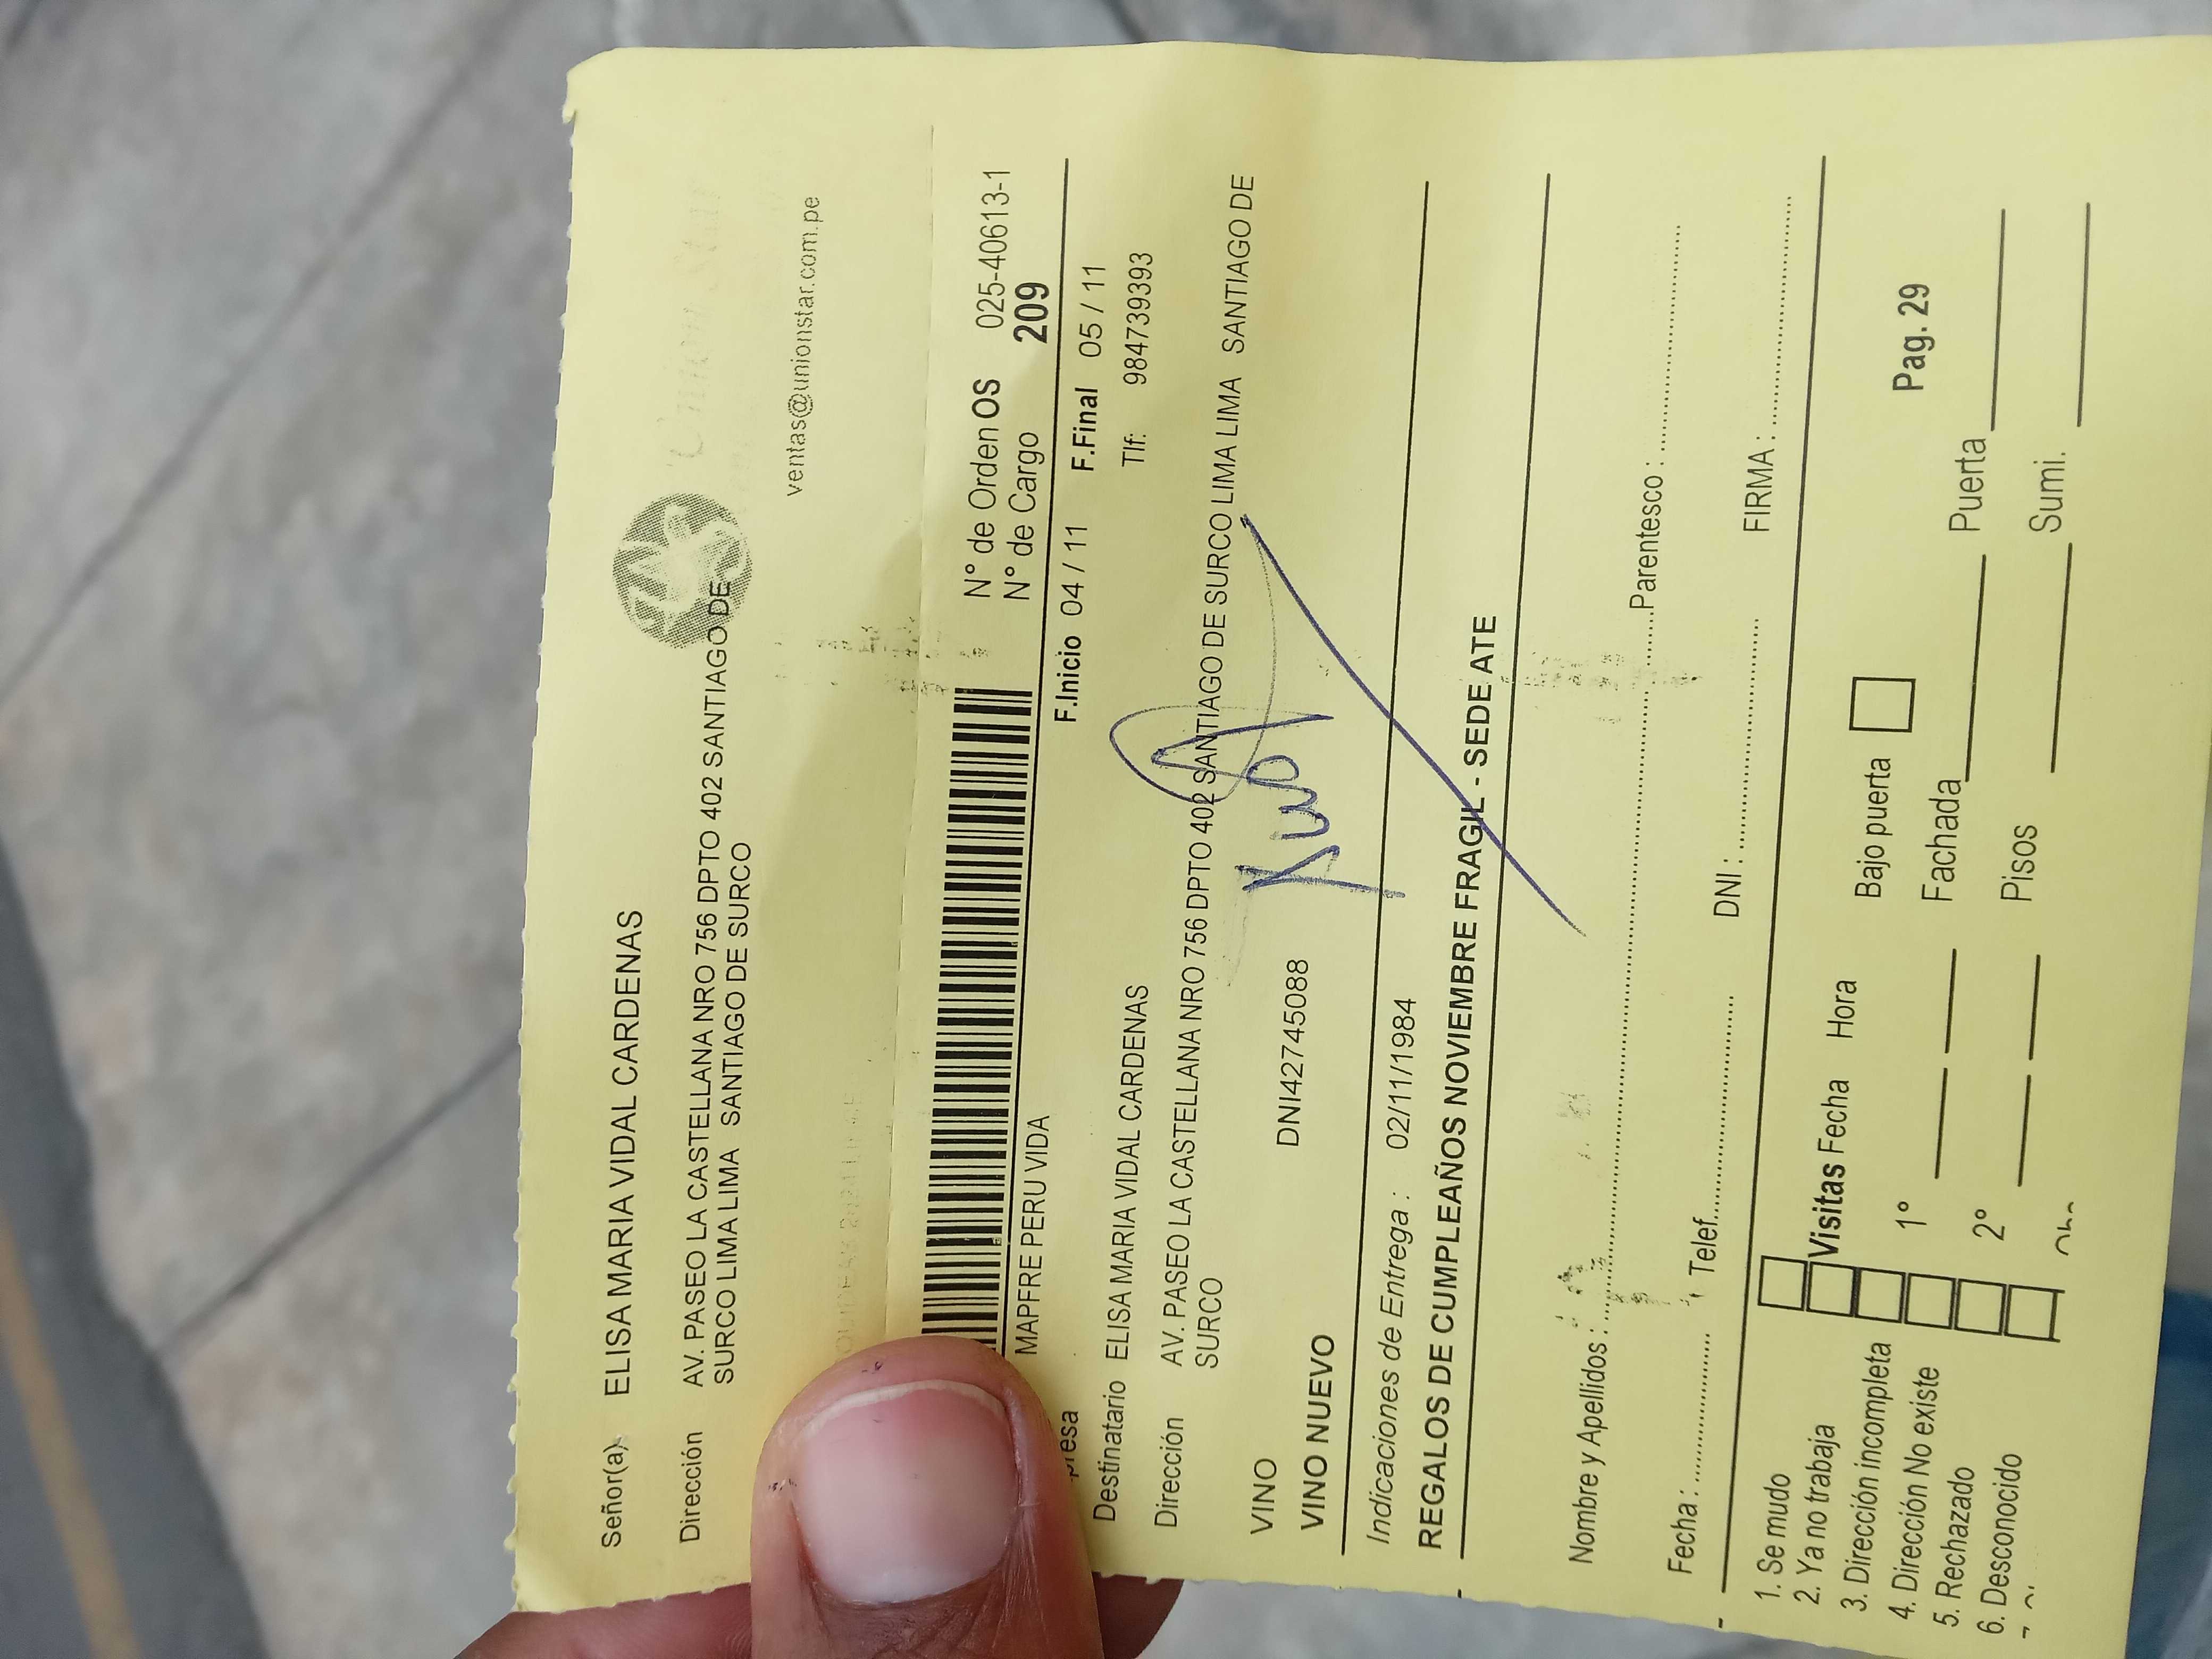 Union Star
Señor(a) ELISA MARIA VIDAL CARDENAS
Dirección AV. PASEO LA CASTELLANA NRO 756 DPTO 402 SANTIAGO DE
SURCO LIMA LIMA SANTIAGO DE SURCO
ventas@unionstar.com.pe
N° de Orden OS 025-40613-1
N° de Cargo 209
MAPFRE PERU VIDA
F.Inicio 04 / 11 F.Final 05 / 11
Destinatario ELISA MARIA VIDAL CARDENAS Tlf: 984739393
Dirección AV. PASEO LA CASTELLANA NRO 756 DPTO 402 SANTIAGO DE SURCO LIMA LIMA SANTIAGO DE
SURCO
VINO DNI42745088
VINO NUEVO
Indicaciones de Entrega : 02/11/1984
REGALOS DE CUMPLEAÑOS NOVIEMBRE FRAGIL - SEDE ATE
Nombre y Apellidos : Parentesco :
Fecha : Telef. DNI : FIRMA :
1. Se mudo
2. Ya no trabaja
3. Dirección incompleta
4. Dirección No existe
5. Rechazado
6. Desconocido
Visitas Fecha Hora
1°
2°
Bajo puerta Pag. 29
Fachada Puerta
Pisos Sumi.